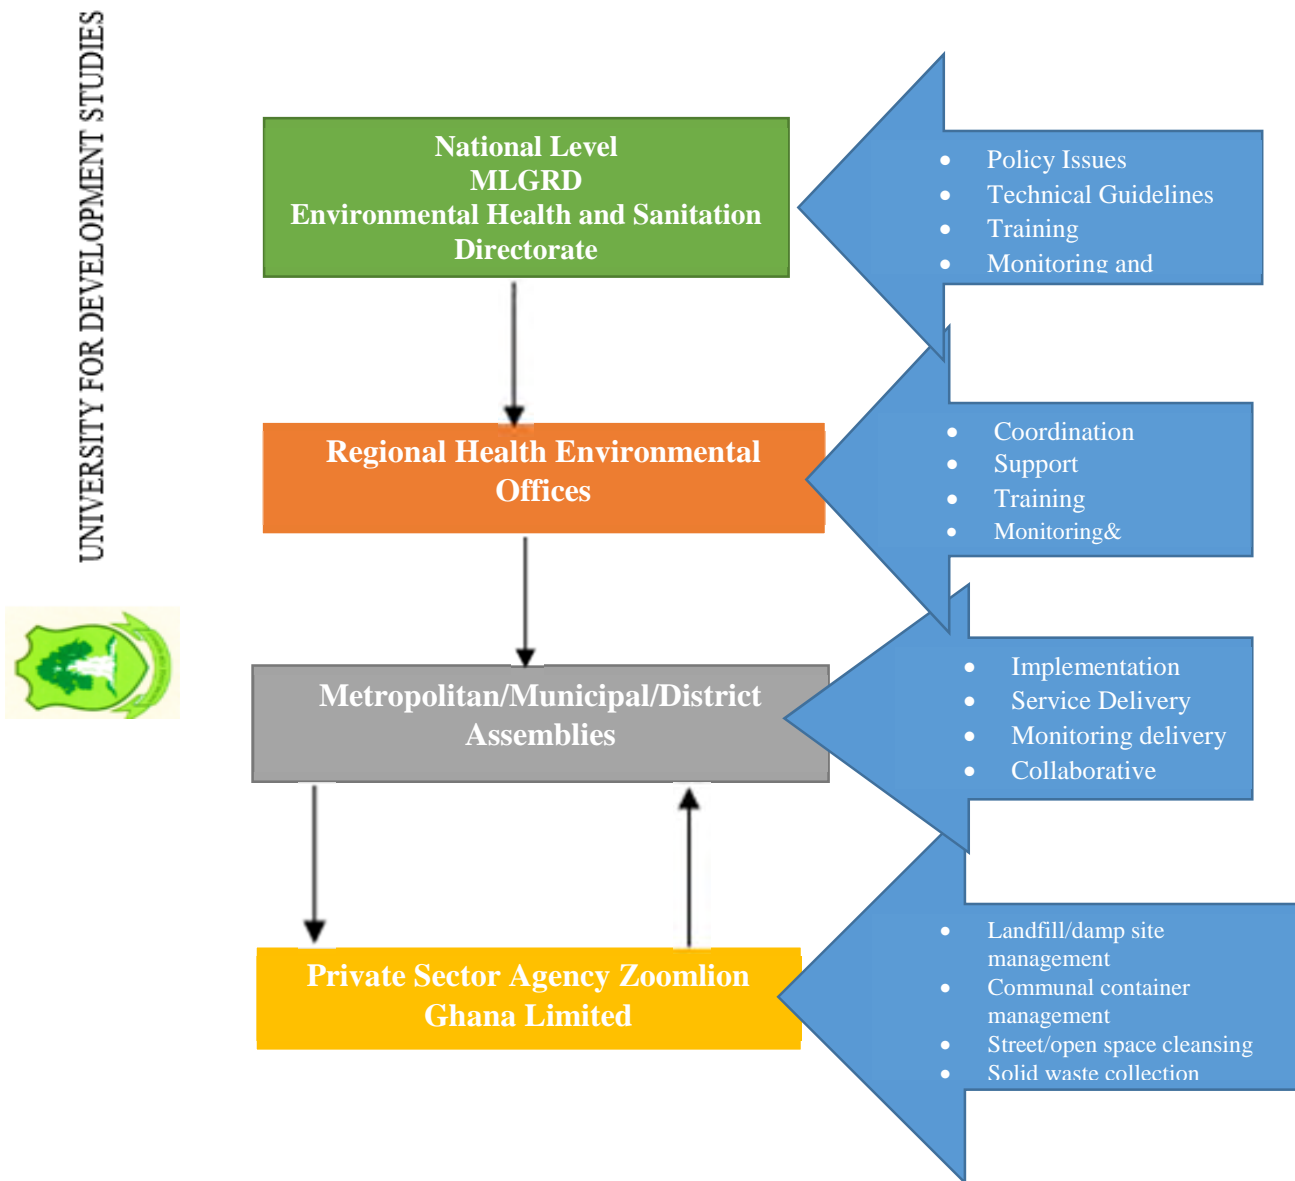 UNIVERSITY FOR DEVELOPMENT STUDIES
National Level
MLGRD
Environmental Health and Sanitation
Directorate
• Policy Issues
• Technical Guidelines
• Training
• Monitoring and
Regional Health Environmental
Offices
• Coordination
• Support
• Training
• Monitoring&
Metropolitan/Municipal/District
Assemblies
• Implementation
• Service Delivery
• Monitoring delivery
• Collaborative
Private Sector Agency Zoomlion
Ghana Limited
• Landfill/damp site
management
• Communal container
management
• Street/open space cleansing
• Solid waste collection